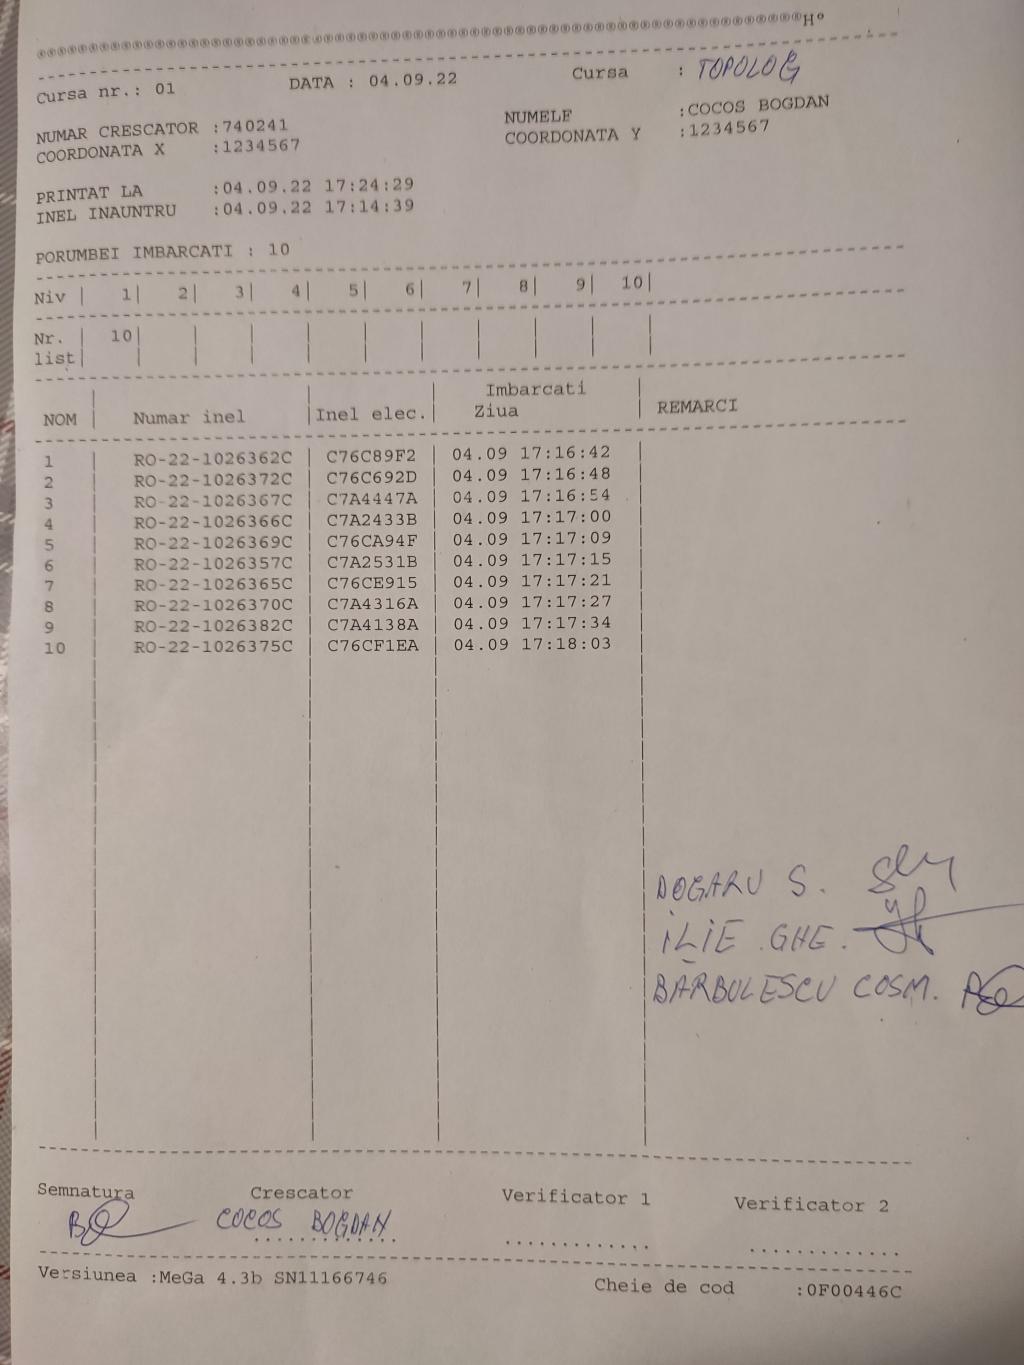 Cursa nr.: 01 DATA : 04.09.22 Cursa : TOPOLOG
NUMAR CRESCATOR :740241 NUMELE :COCOS BOGDAN
COORDONATA X :1234567 COORDONATA Y :1234567
PRINTAT LA :04.09.22 17:24:29
INEL INAUNTRU :04.09.22 17:14:39
PORUMBEI IMBARCATI : 10
Niv | 1| 2| 3| 4| 5| 6| 7| 8| 9| 10|
Nr. | 10| | | | | | | | | |
list| | | | | | | | | | |
Imbarcati
NOM | Numar inel |Inel elec.| Ziua | REMARCI
1 | RO-22-1026362C | C76C89F2 | 04.09 17:16:42 |
2 | RO-22-1026372C | C76C692D | 04.09 17:16:48 |
3 | RO-22-1026367C | C7A4447A | 04.09 17:16:54 |
4 | RO-22-1026366C | C7A2433B | 04.09 17:17:00 |
5 | RO-22-1026369C | C76CA94F | 04.09 17:17:09 |
6 | RO-22-1026357C | C7A2531B | 04.09 17:17:15 |
7 | RO-22-1026365C | C76CE915 | 04.09 17:17:21 |
8 | RO-22-1026370C | C7A4316A | 04.09 17:17:27 |
9 | RO-22-1026382C | C7A4138A | 04.09 17:17:34 |
10 | RO-22-1026375C | C76CF1EA | 04.09 17:18:03 |
DOGARU S.
ILIE GHE.
BĂRBULESCU COSM.
Semnatura Crescator Verificator 1 Verificator 2
COCOS BOGDAN
Versiunea :MeGa 4.3b SN11166746 Cheie de cod :0F00446C